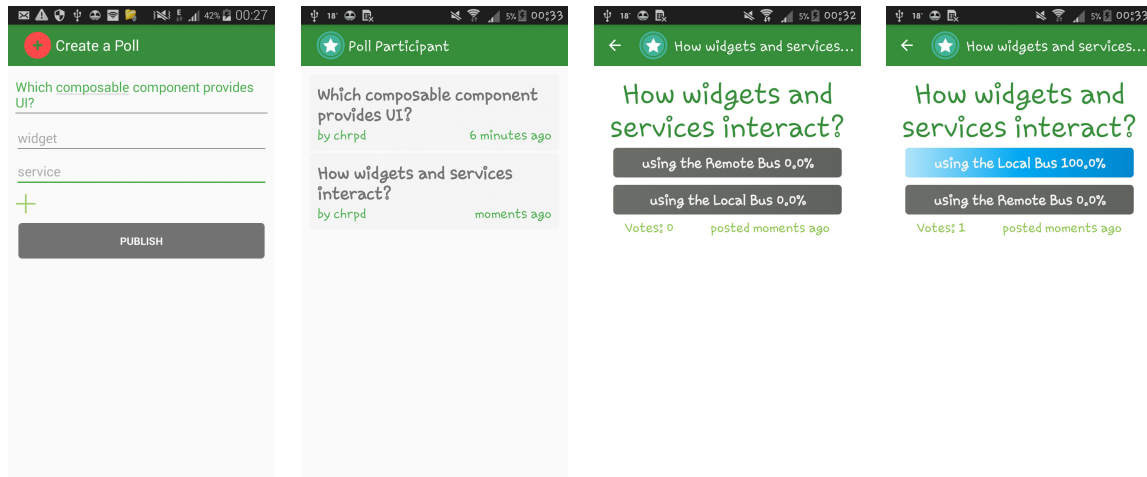 42% 00:27
Create a Poll
Which composable component provides
UI?
widget
service
PUBLISH
18° 5% 00:33
Poll Participant
Which composable component
provides UI?
by chrpd 6 minutes ago
How widgets and services
interact?
by chrpd moments ago
18° 5% 00:32
How widgets and services...
How widgets and
services interact?
using the Remote Bus 0,0%
using the Local Bus 0,0%
Votes: 0 posted moments ago
18° 5% 00:33
How widgets and services...
How widgets and
services interact?
using the Local Bus 100,0%
using the Remote Bus 0,0%
Votes: 1 posted moments ago